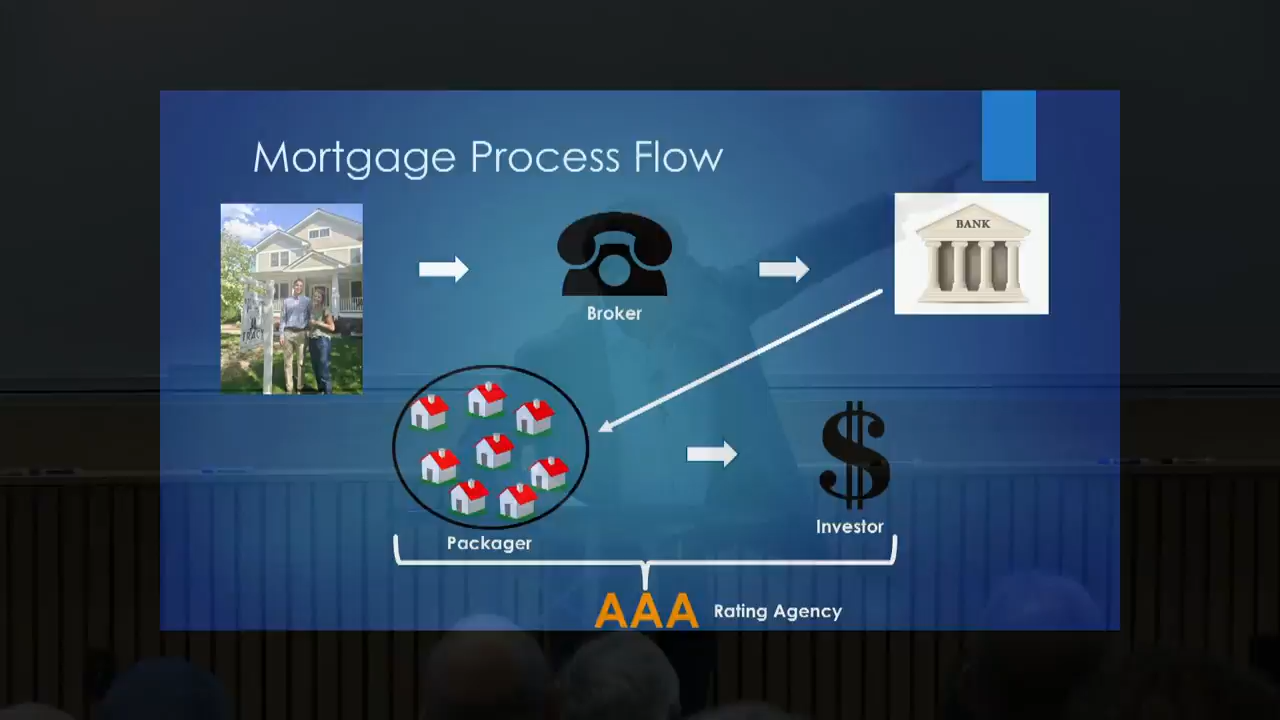 Mortgage Process Flow
BANK
Broker
Packager
Investor
AAA Rating Agency